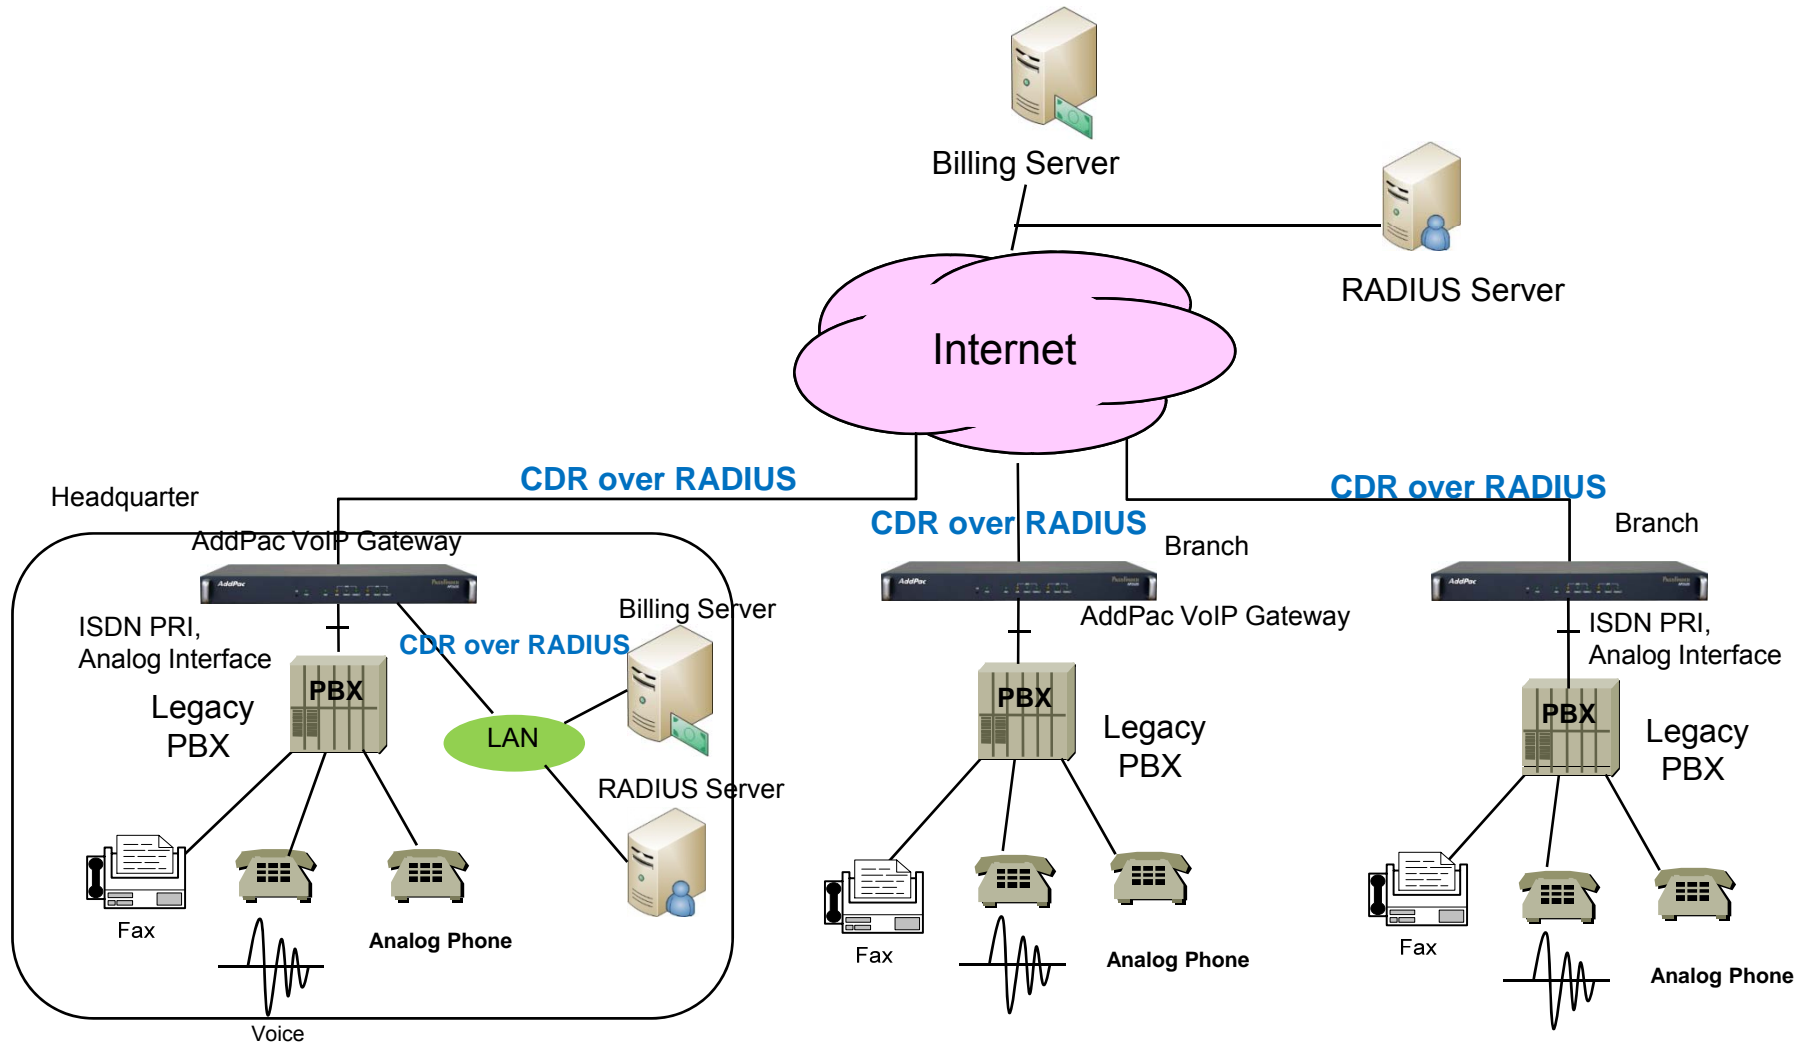 Billing Server
RADIUS Server
Internet
CDR over RADIUS
CDR over RADIUS
CDR over RADIUS
Headquarter
Branch
Branch
AddPac VoIP Gateway
AddPac
AddPac
AddPac
AddPac VoIP Gateway
ISDN PRI,
Analog Interface
CDR over RADIUS
Billing Server
ISDN PRI,
Analog Interface
PBX
Legacy
PBX
LAN
RADIUS Server
PBX
Legacy
PBX
PBX
Legacy
PBX
Fax
Analog Phone
Voice
Fax
Analog Phone
Fax
Analog Phone